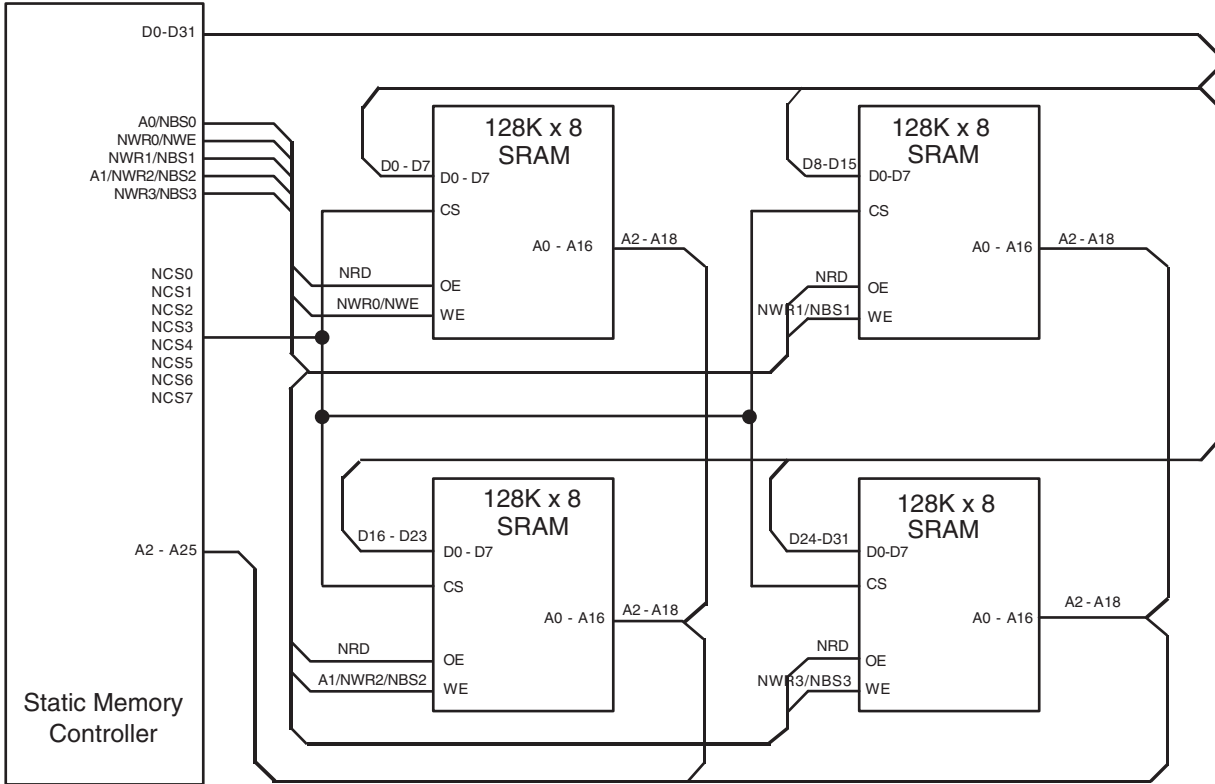 D0-D31
A0/NBS0
NWR0/NWE
NWR1/NBS1
A1/NWR2/NBS2
NWR3/NBS3
NCS0
NCS1
NCS2
NCS3
NCS4
NCS5
NCS6
NCS7
A2 - A25
Static Memory
Controller
128K x 8
SRAM
D0 - D7
D0 - D7
CS
A0 - A16
A2 - A18
NRD
OE
NWR0/NWE
WE
128K x 8
SRAM
D8-D15
D0-D7
CS
A0 - A16
A2 - A18
NRD
OE
NWR1/NBS1
WE
128K x 8
SRAM
D16 - D23
D0 - D7
CS
A0 - A16
A2 - A18
NRD
OE
A1/NWR2/NBS2
WE
128K x 8
SRAM
D24-D31
D0-D7
CS
A0 - A16
A2 - A18
NRD
OE
NWR3/NBS3
WE